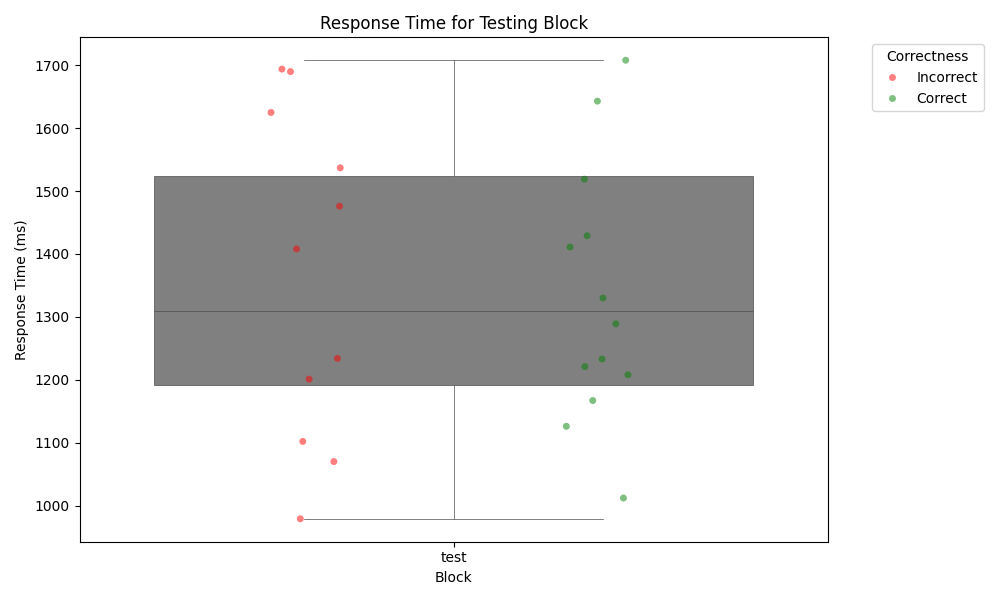 Response Time for Testing Block
Correctness
Incorrect
Correct
Response Time (ms)
1700
1600
1500
1400
1300
1200
1100
1000
test
Block